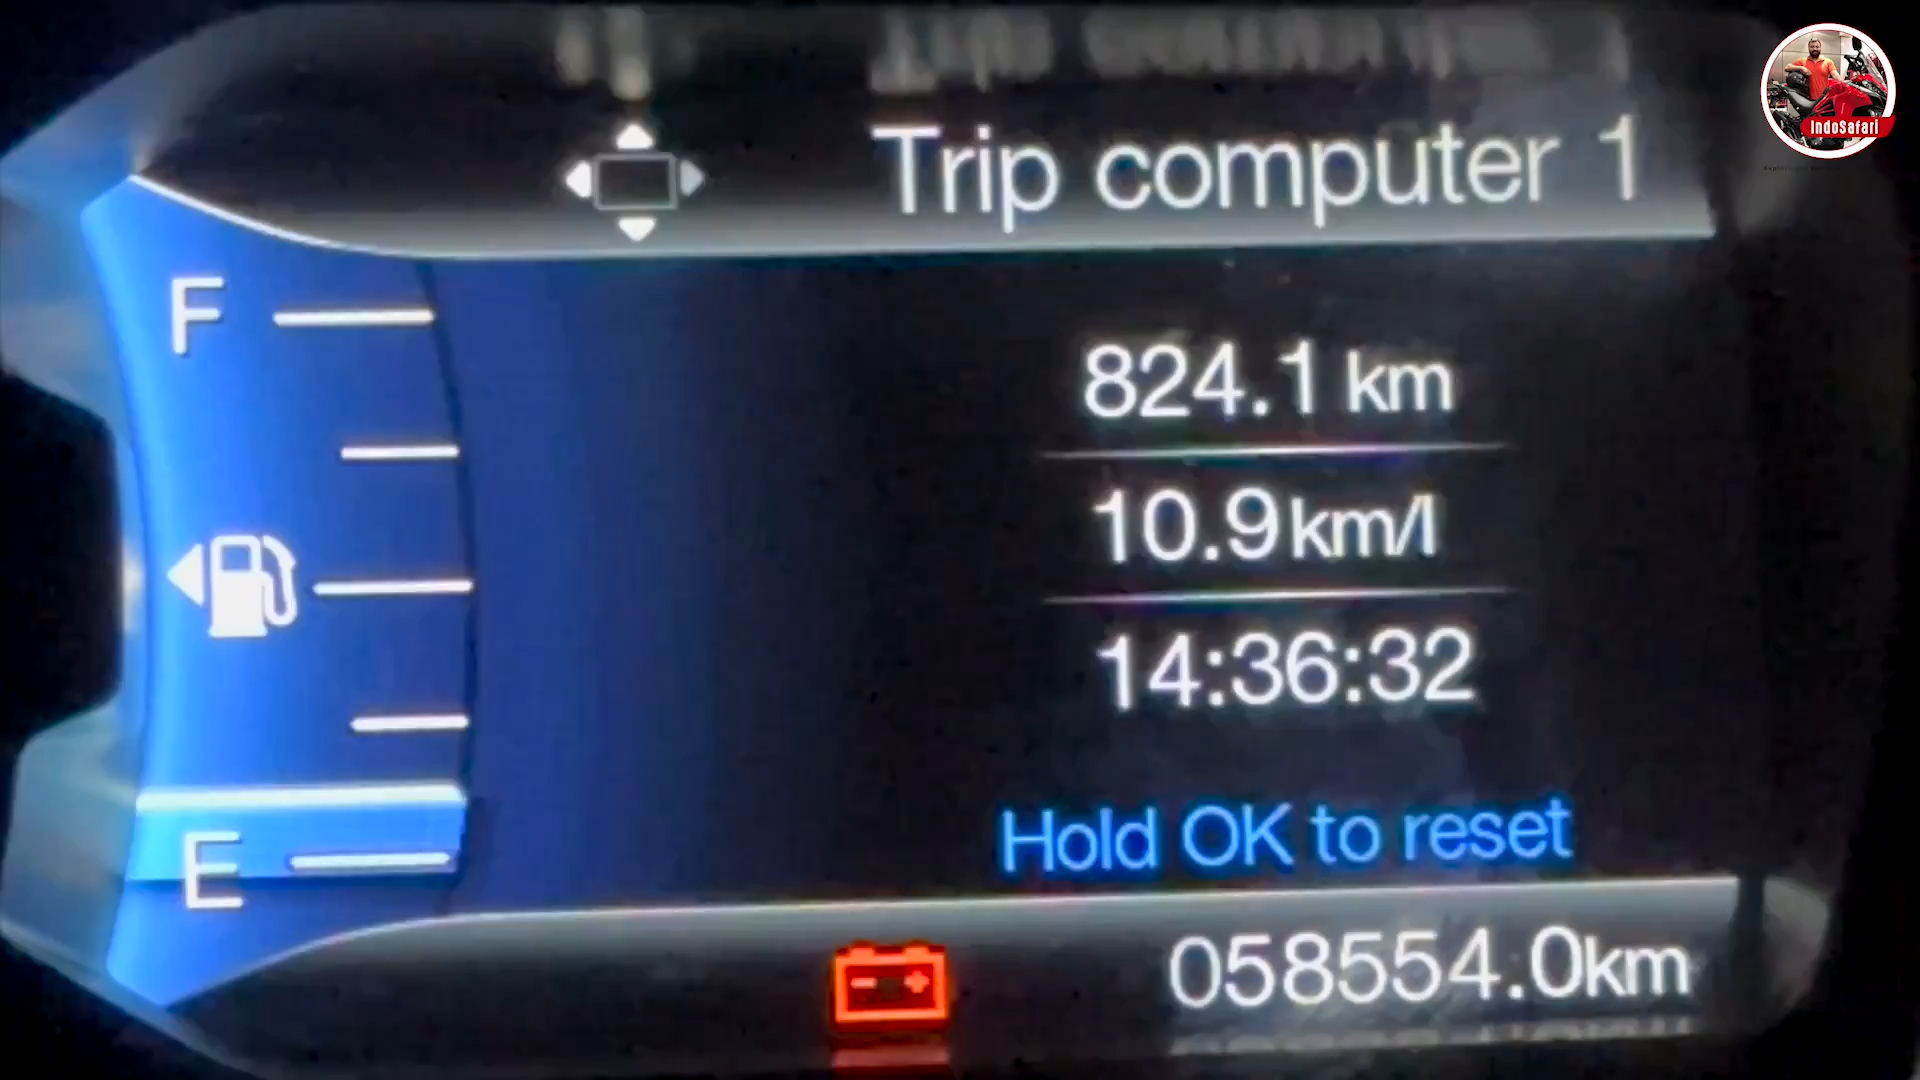 IndoSafari
Trip computer 1
F
824.1 km
10.9 km/l
14:36:32
Hold OK to reset
E
058554.0km